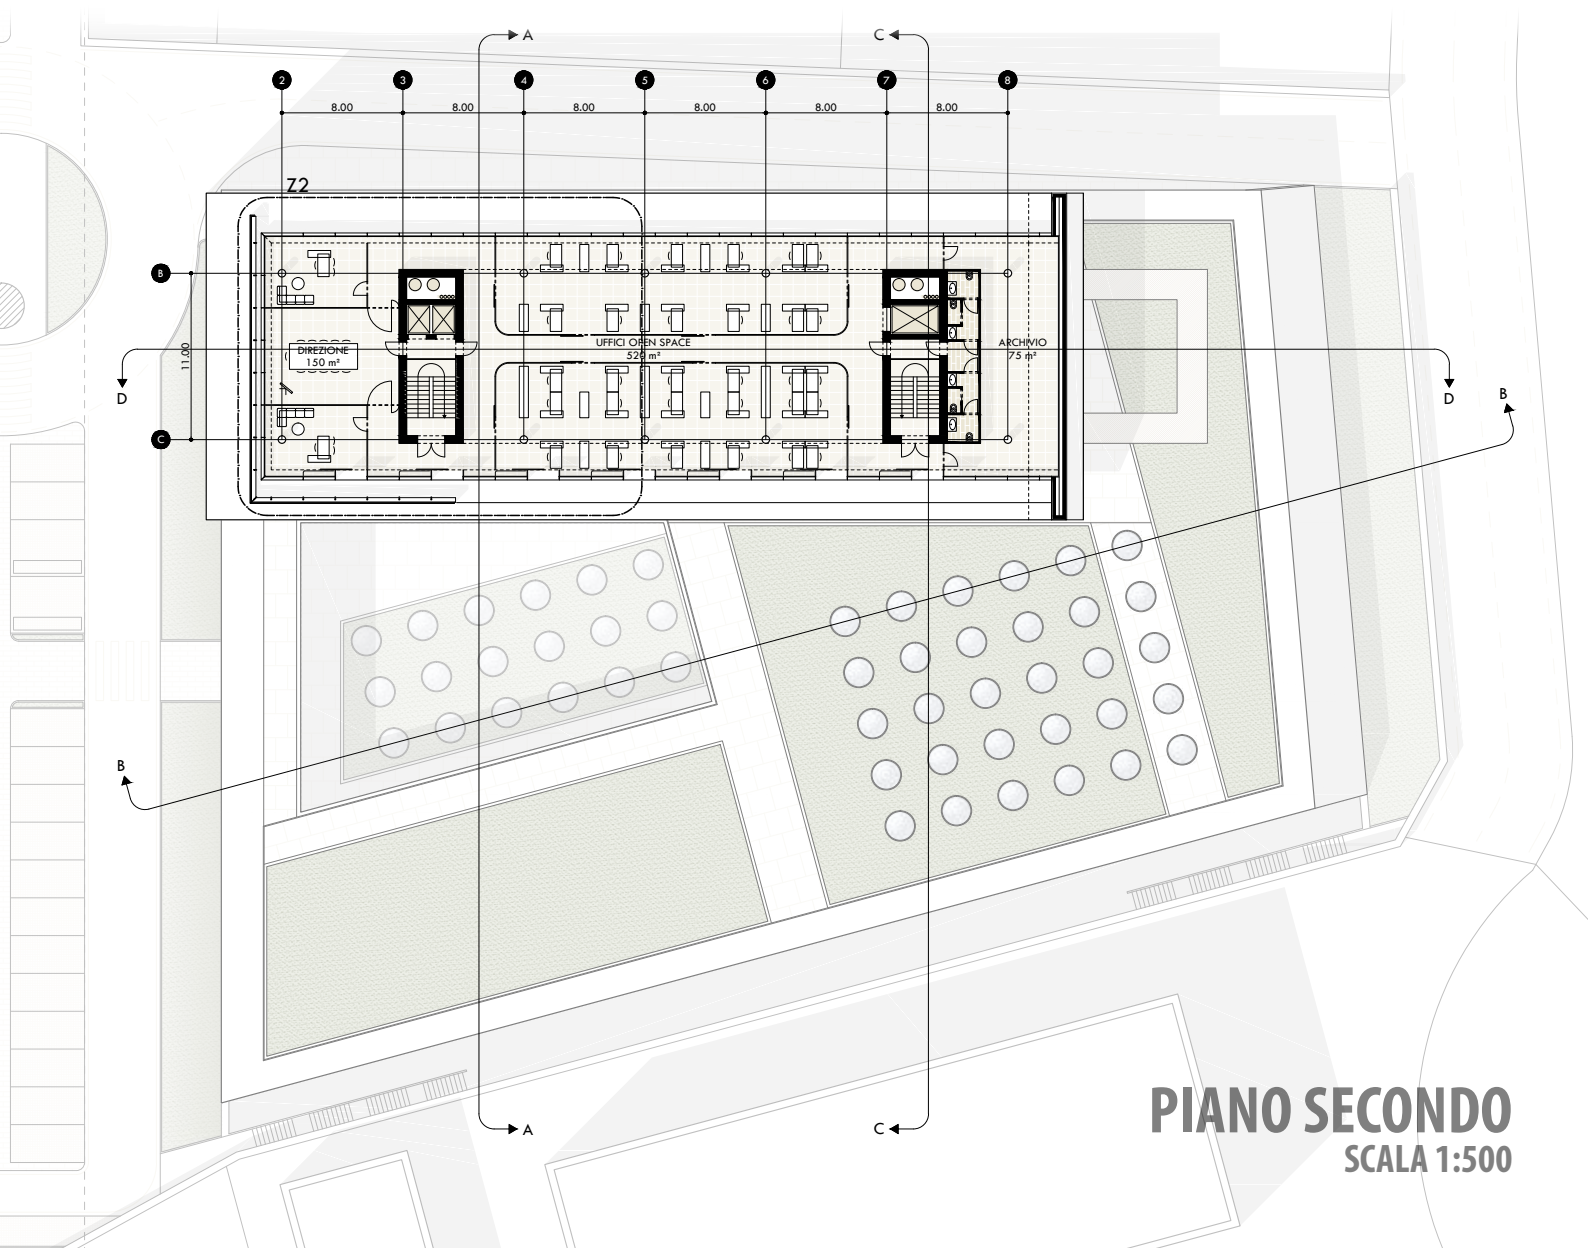 A
C
2
3
4
5
6
7
8
8.00
8.00
8.00
8.00
8.00
8.00
Z2
B
11.00
UFFICI OPEN SPACE
520 m²
DIREZIONE
150 m²
ARCHIVIO
75 m²
D
D
B
C
B
A
C
PIANO SECONDO
SCALA 1:500